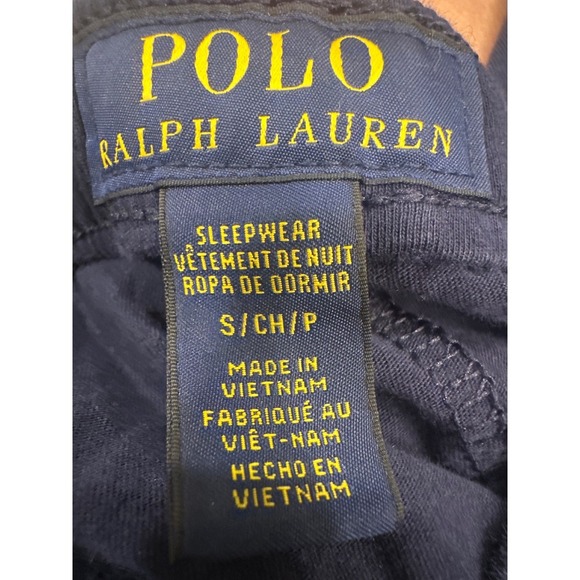 POLO
RALPH LAUREN
SLEEPWEAR
VÊTEMENT DE NUIT
ROPA DE DORMIR
S/CH/P
MADE IN
VIETNAM
FABRIQUÉ AU
VIÊT-NAM
HECHO EN
VIETNAM